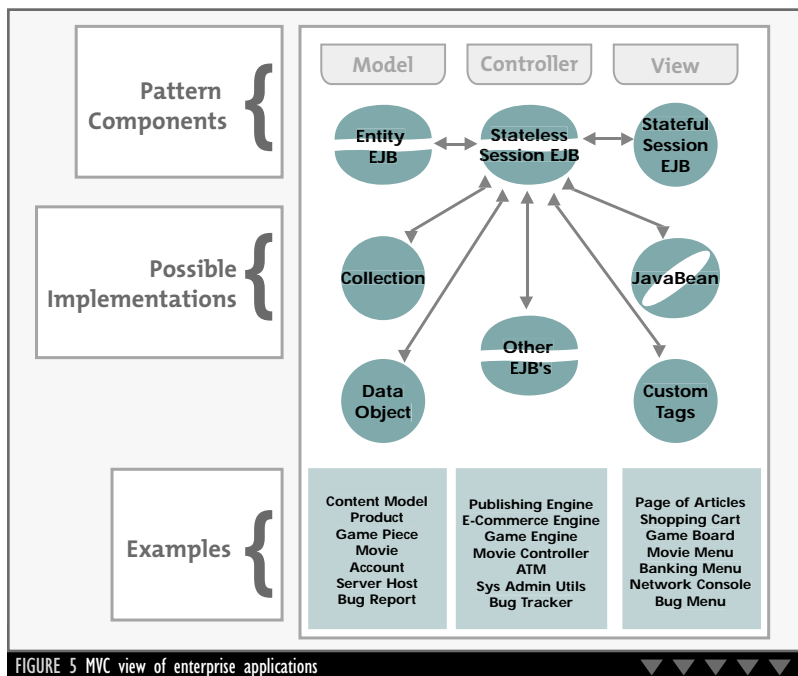 Pattern
Components
Model
Controller
View
Entity
EJB
Stateless
Session EJB
Stateful
Session
EJB
Possible
Implementations
Collection
JavaBean
Other
EJB's
Data
Object
Custom
Tags
Examples
Content Model
Product
Game Piece
Movie
Account
Server Host
Bug Report
Publishing Engine
E-Commerce Engine
Game Engine
Movie Controller
ATM
Sys Admin Utils
Bug Tracker
Page of Articles
Shopping Cart
Game Board
Movie Menu
Banking Menu
Network Console
Bug Menu
FIGURE 5 MVC view of enterprise applications